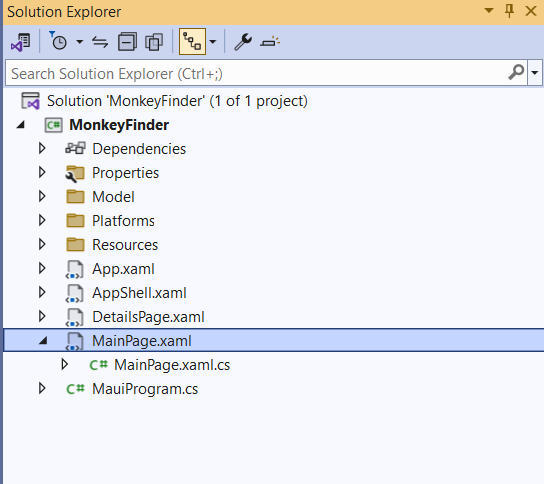 Solution Explorer
Search Solution Explorer (Ctrl+;)
Solution 'MonkeyFinder' (1 of 1 project)
C# MonkeyFinder
Dependencies
Properties
Model
Platforms
Resources
App.xaml
AppShell.xaml
DetailsPage.xaml
MainPage.xaml
C# MainPage.xaml.cs
C# MauiProgram.cs